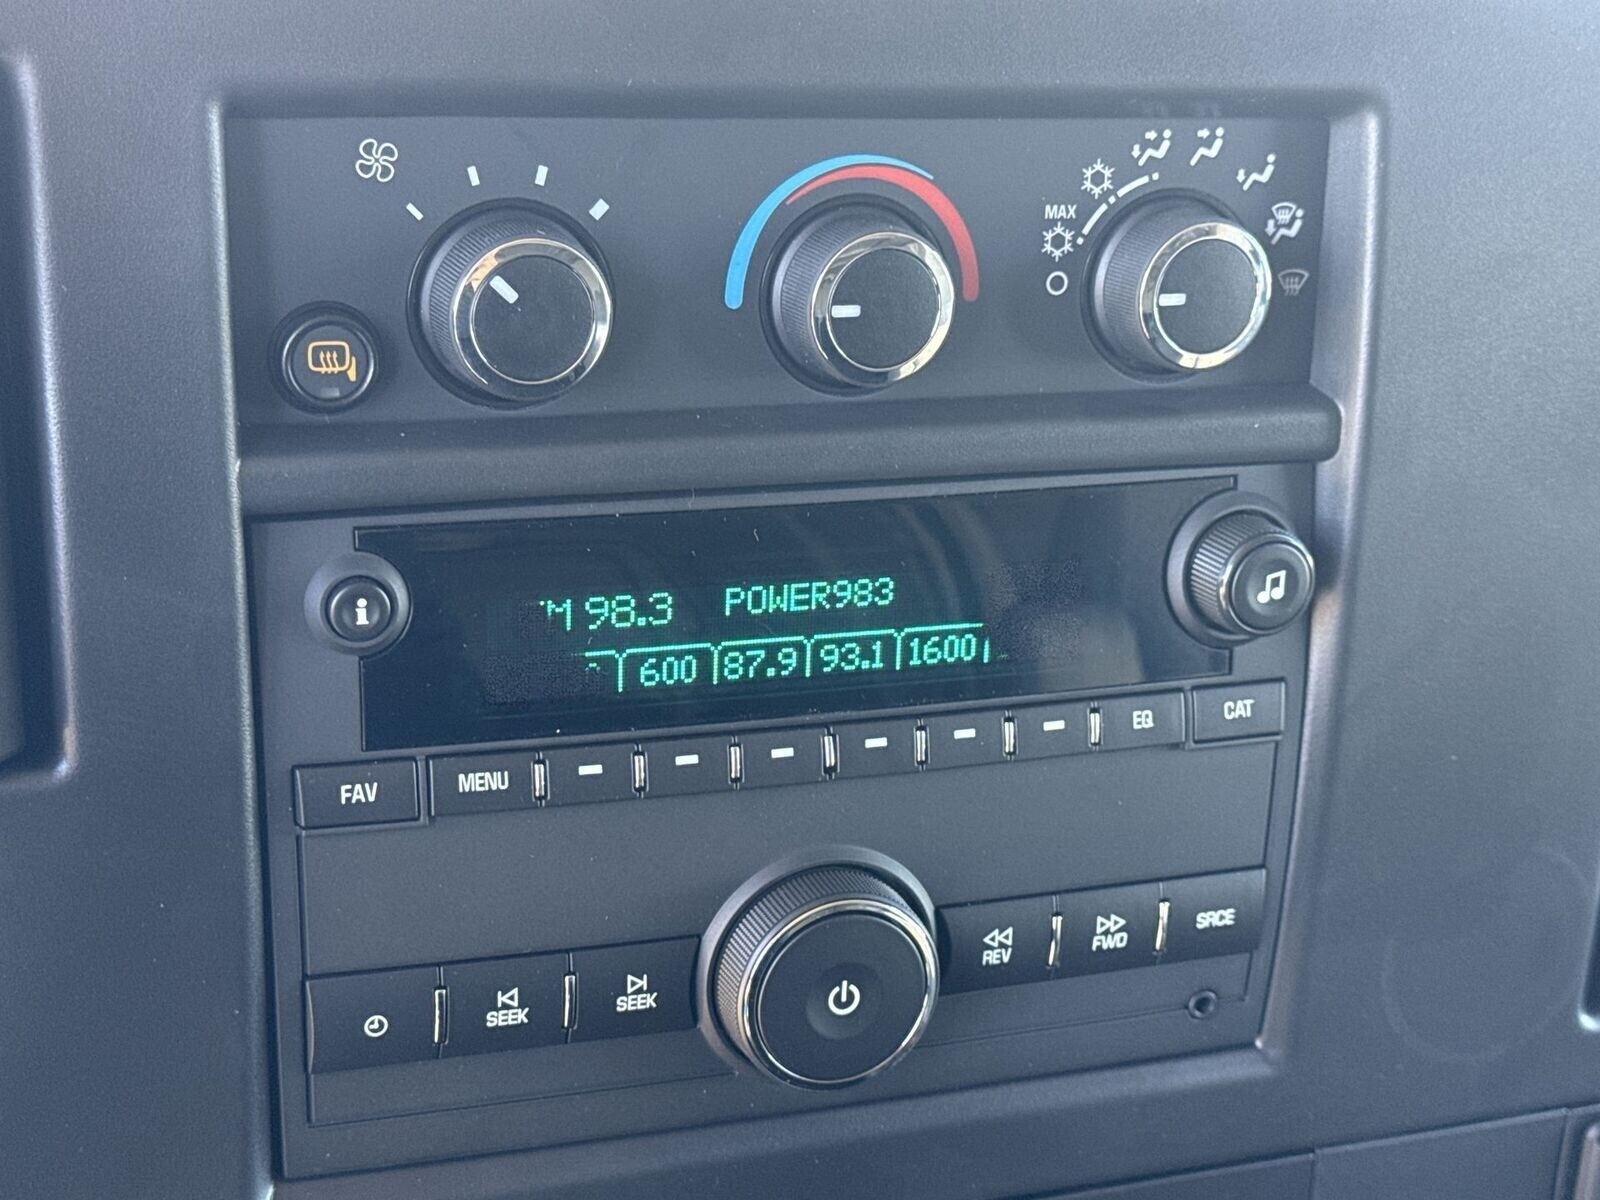 MAX
M 98.3 POWER983
600 87.9 93.1 1600
FAV MENU EQ CAT
SEEK SEEK REV FWD SRCE